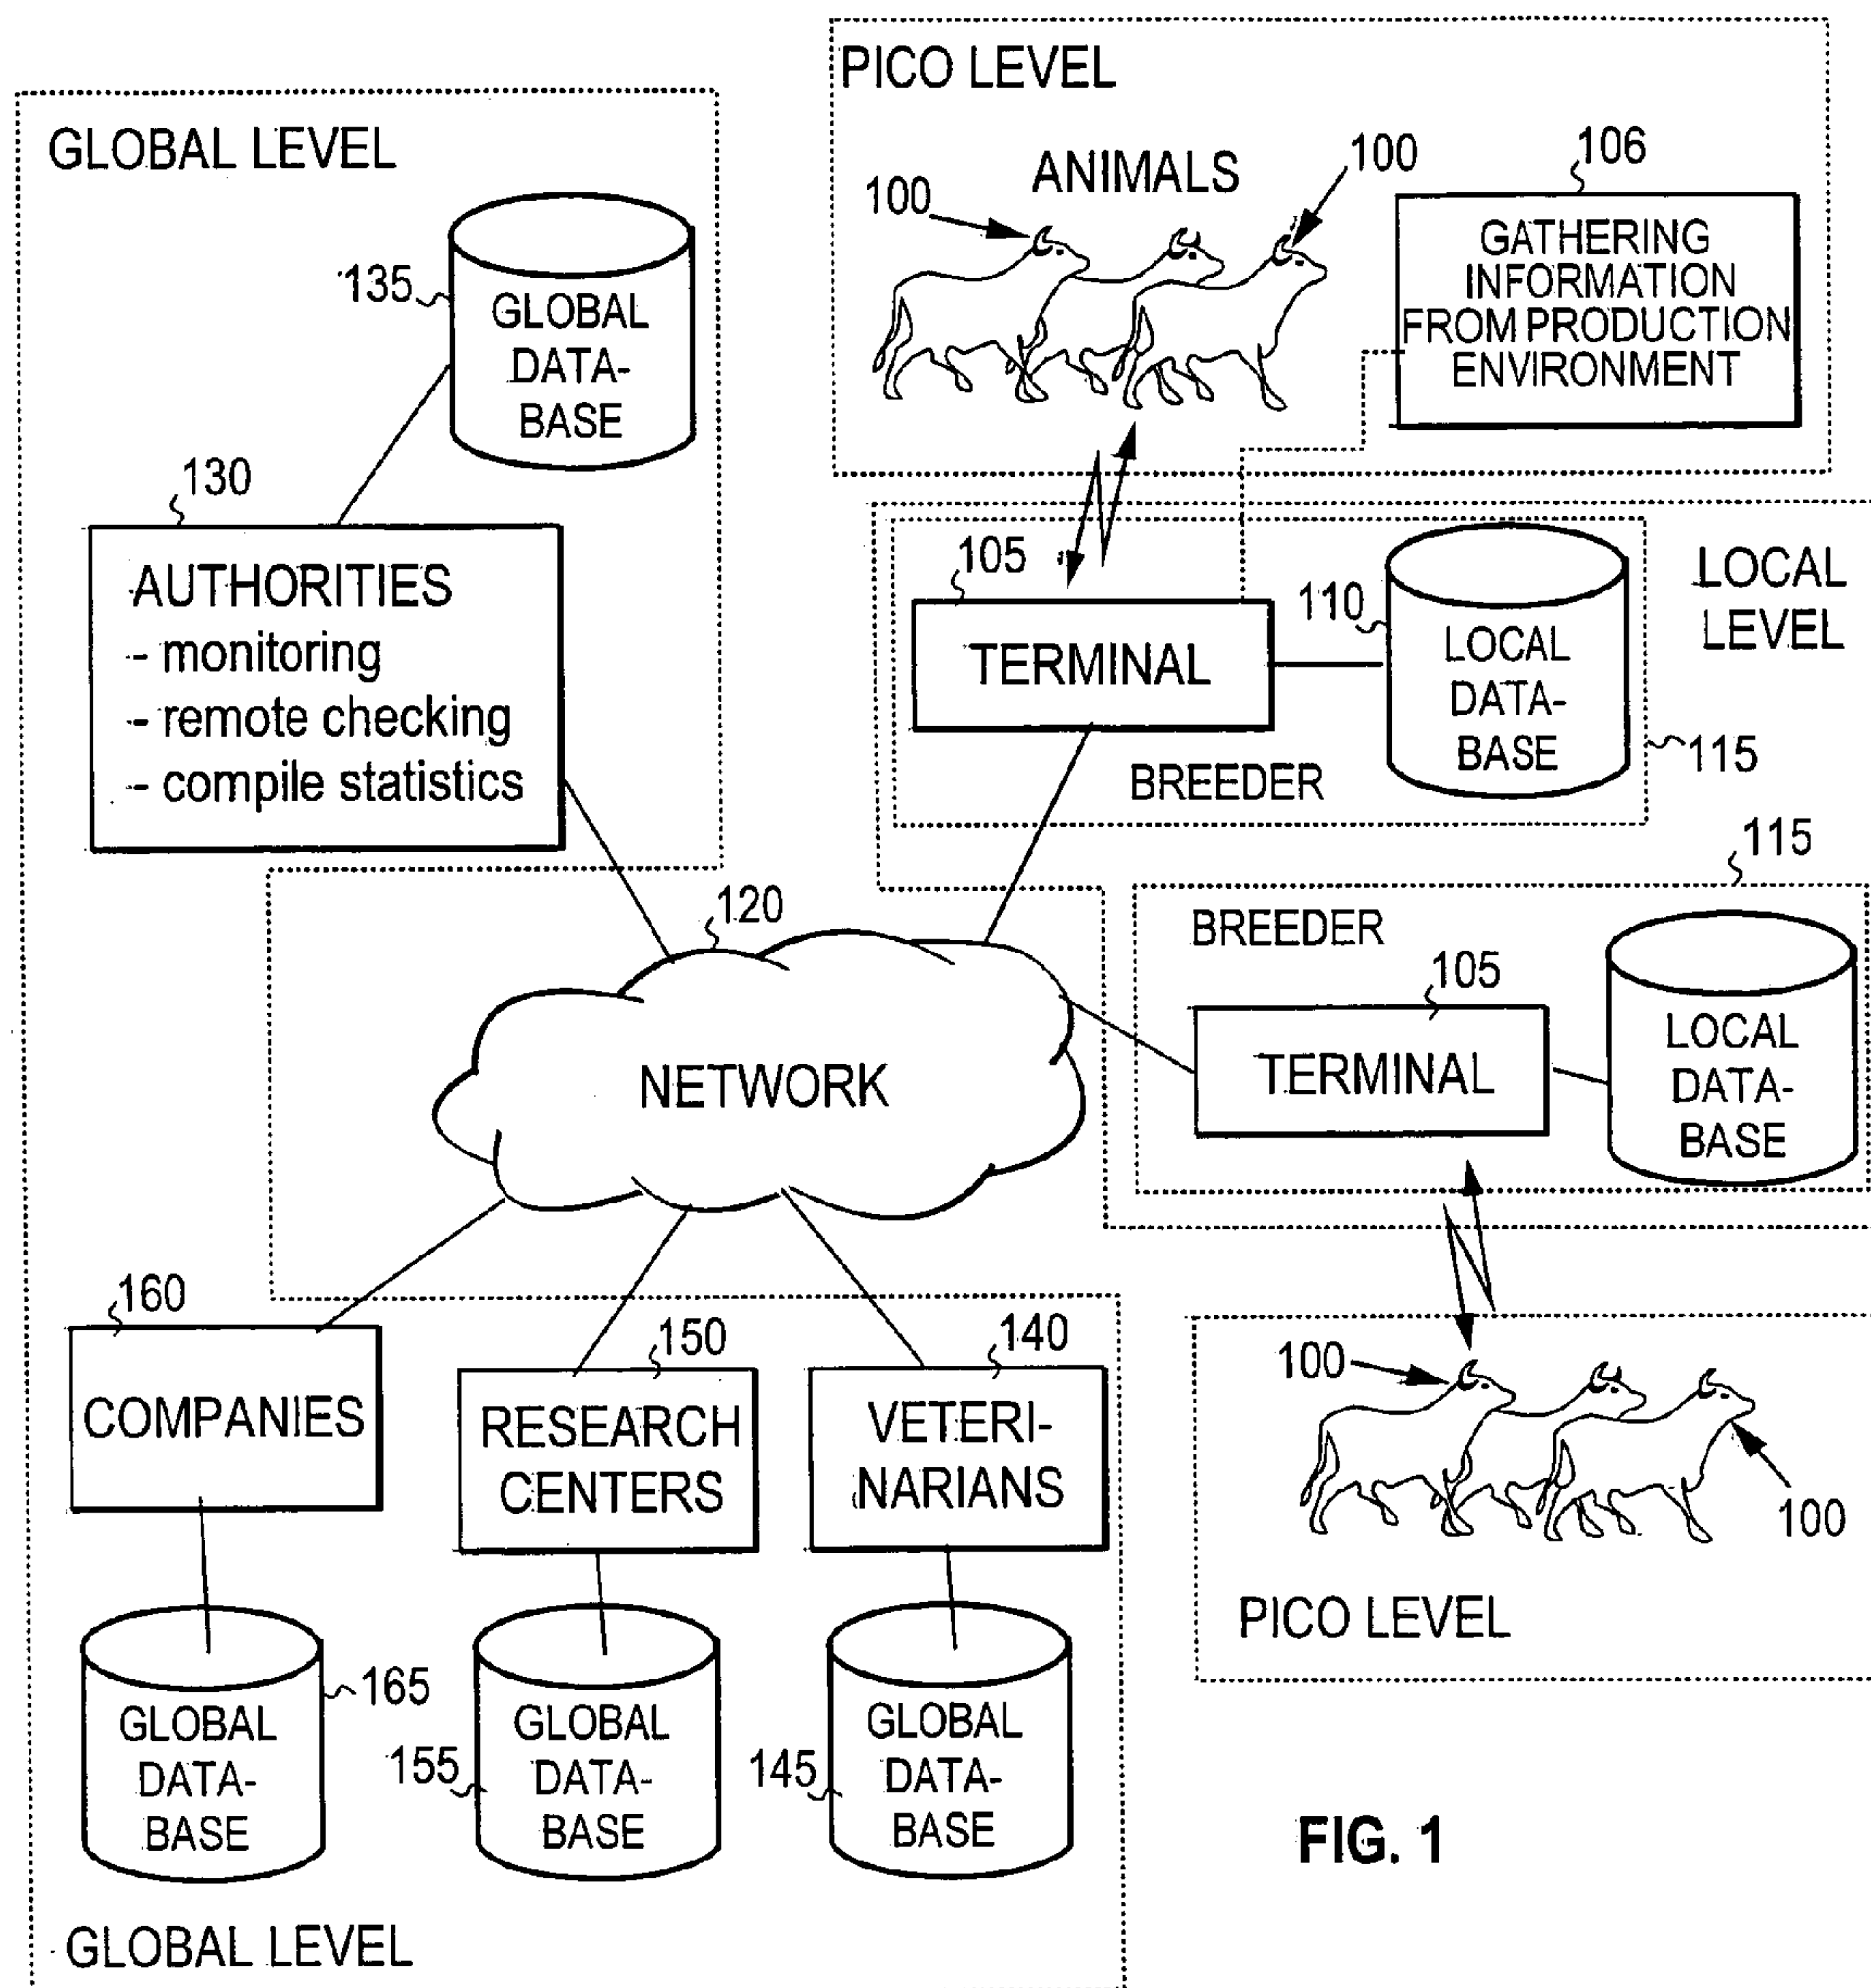 PICO LEVEL
GLOBAL LEVEL
ANIMALS
100
100
106
GATHERING
INFORMATION
FROM PRODUCTION
ENVIRONMENT
135
GLOBAL
DATA-
BASE
130
AUTHORITIES
- monitoring
- remote checking
- compile statistics
105
TERMINAL
110
LOCAL
DATA-
BASE
LOCAL
LEVEL
BREEDER
115
115
BREEDER
105
TERMINAL
LOCAL
DATA-
BASE
120
NETWORK
160
COMPANIES
150
RESEARCH
CENTERS
140
VETERI-
NARIANS
100
100
PICO LEVEL
165
GLOBAL
DATA-
BASE
155
GLOBAL
DATA-
BASE
145
GLOBAL
DATA-
BASE
FIG. 1
GLOBAL LEVEL